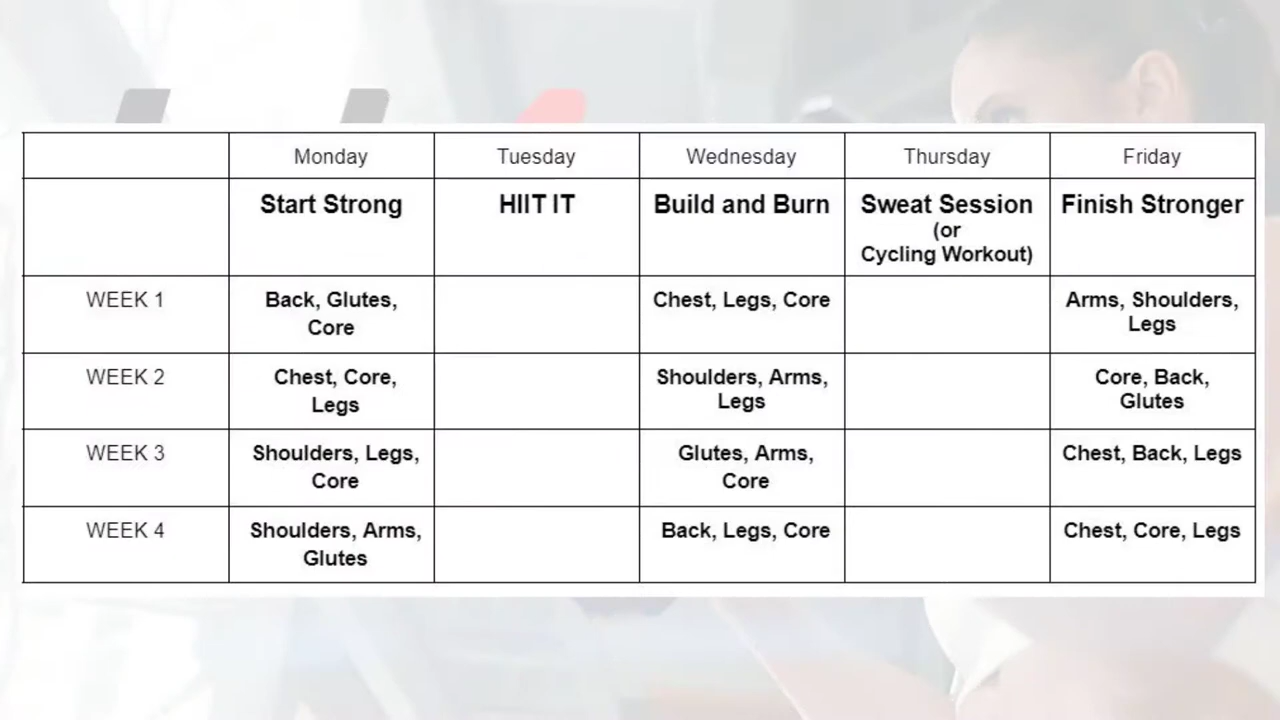 Monday Tuesday Wednesday Thursday Friday
Start Strong HIIT IT Build and Burn Sweat Session Finish Stronger
(or
Cycling Workout)
WEEK 1 Back, Glutes, Chest, Legs, Core Arms, Shoulders,
Core Legs
WEEK 2 Chest, Core, Shoulders, Arms, Core, Back,
Legs Legs Glutes
WEEK 3 Shoulders, Legs, Glutes, Arms, Chest, Back, Legs
Core Core
WEEK 4 Shoulders, Arms, Back, Legs, Core Chest, Core, Legs
Glutes